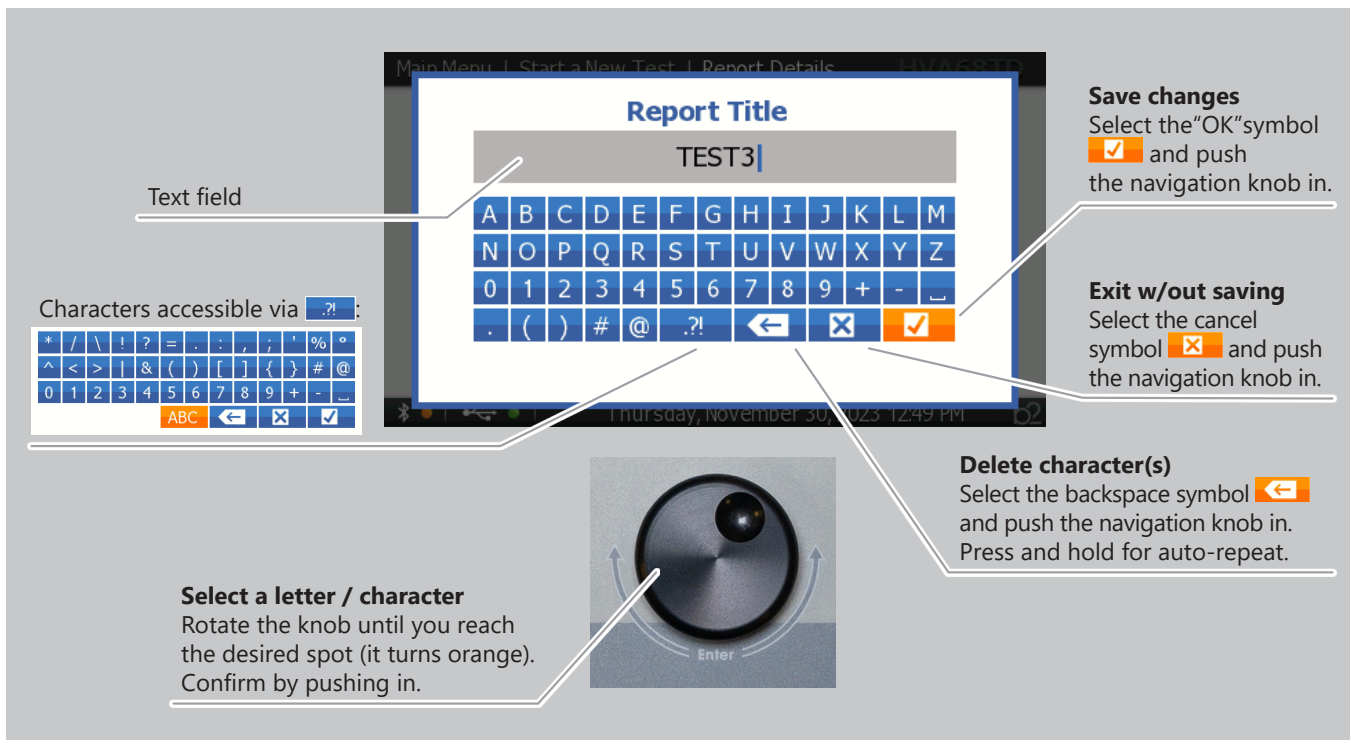 Main Menu | Start a New Test | Report Details HVA68TD
Report Title
TEST3
A B C D E F G H I J K L M
N O P Q R S T U V W X Y Z
0 1 2 3 4 5 6 7 8 9 + - ⎵
. ( ) # @ .?!
Thursday, November 30, 2023 12:49 PM b2
Text field
Characters accessible via .?! :
* / \ ! ? = . : , ; ' % °
^ < > | & ( ) [ ] { } # @
0 1 2 3 4 5 6 7 8 9 + - ⎵
ABC
Save changes
Select the“OK”symbol
and push
the navigation knob in.
Exit w/out saving
Select the cancel
symbol and push
the navigation knob in.
Delete character(s)
Select the backspace symbol
and push the navigation knob in.
Press and hold for auto-repeat.
Select a letter / character
Rotate the knob until you reach
the desired spot (it turns orange).
Confirm by pushing in.
Enter